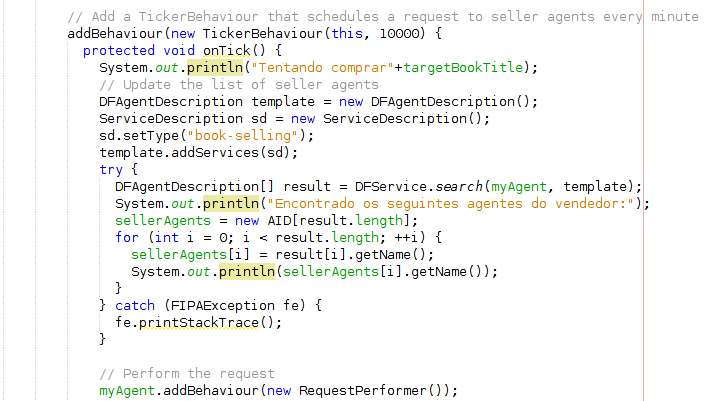 // Add a TickerBehaviour that schedules a request to seller agents every minute
addBehaviour(new TickerBehaviour(this, 10000) {
protected void onTick() {
System.out.println("Tentando comprar"+targetBookTitle);
// Update the list of seller agents
DFAgentDescription template = new DFAgentDescription();
ServiceDescription sd = new ServiceDescription();
sd.setType("book-selling");
template.addServices(sd);
try {
DFAgentDescription[] result = DFService.search(myAgent, template);
System.out.println("Encontrado os seguintes agentes do vendedor:");
sellerAgents = new AID[result.length];
for (int i = 0; i < result.length; ++i) {
sellerAgents[i] = result[i].getName();
System.out.println(sellerAgents[i].getName());
}
} catch (FIPAException fe) {
fe.printStackTrace();
}
// Perform the request
myAgent.addBehaviour(new RequestPerformer());